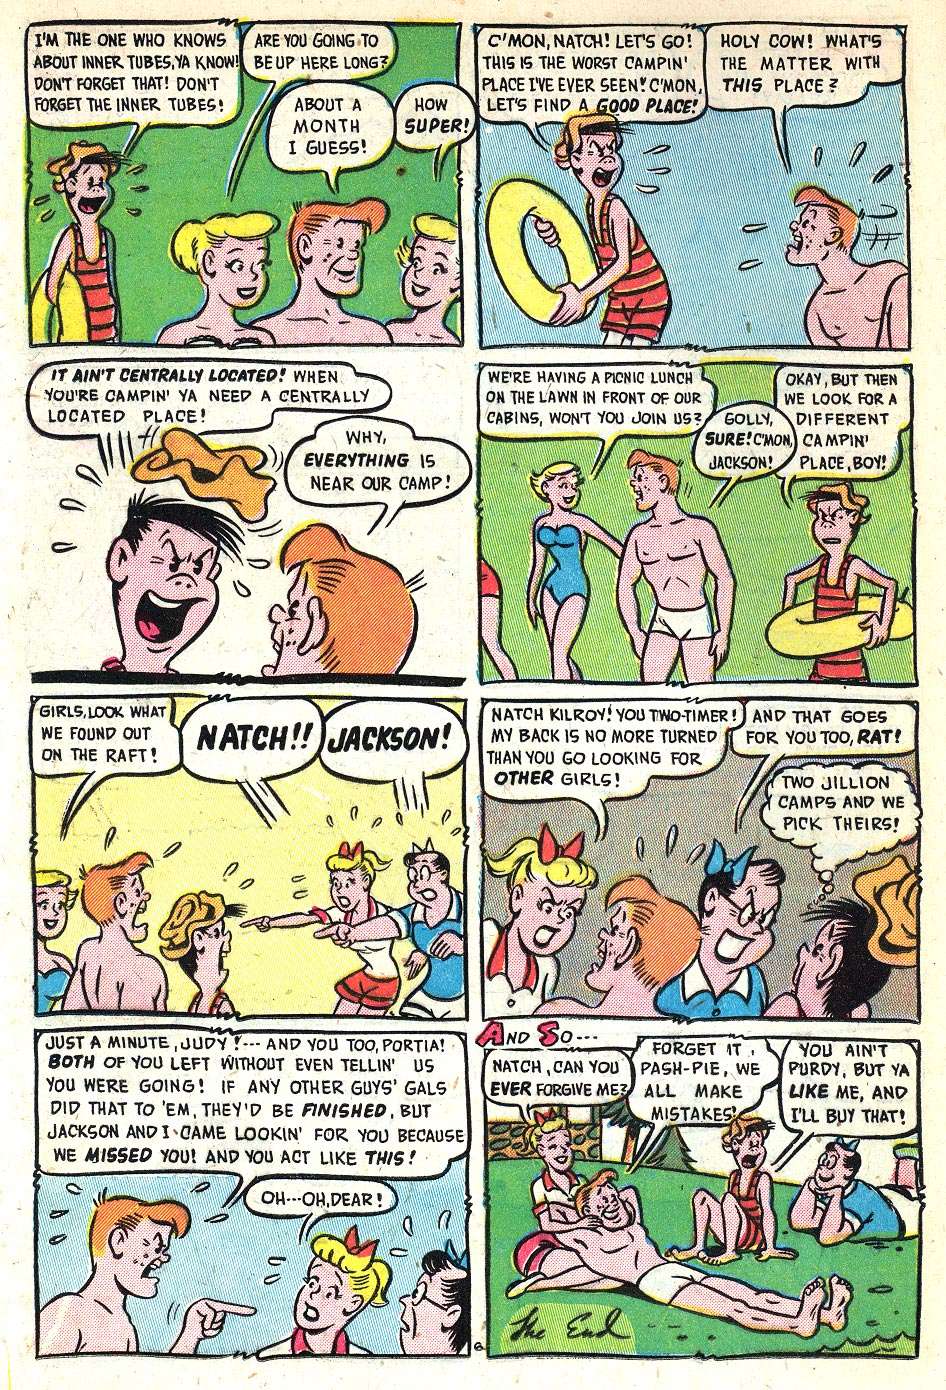 I'M THE ONE WHO KNOWS
ABOUT INNER TUBES, YA KNOW!
DON'T FORGET THAT! DON'T
FORGET THE INNER TUBES!
ARE YOU GOING TO
BE UP HERE LONG?
ABOUT A
MONTH
I GUESS!
HOW
SUPER!
C'MON, NATCH! LET'S GO!
THIS IS THE WORST CAMPIN'
PLACE I'VE EVER SEEN! C'MON,
LET'S FIND A GOOD PLACE!
HOLY COW! WHAT'S
THE MATTER WITH
THIS PLACE?
IT AIN'T CENTRALLY LOCATED! WHEN
YOU'RE CAMPIN' YA NEED A CENTRALLY
LOCATED PLACE!
WHY,
EVERYTHING IS
NEAR OUR CAMP!
WE'RE HAVING A PICNIC LUNCH
ON THE LAWN IN FRONT OF OUR
CABINS, WON'T YOU JOIN US?
GOLLY,
SURE! C'MON,
JACKSON!
OKAY, BUT THEN
WE LOOK FOR A
DIFFERENT
CAMPIN'
PLACE, BOY!
GIRLS, LOOK WHAT
WE FOUND OUT
ON THE RAFT!
NATCH!!
JACKSON!
NATCH KILROY! YOU TWO-TIMER!
MY BACK IS NO MORE TURNED
THAN YOU GO LOOKING FOR
OTHER GIRLS!
AND THAT GOES
FOR YOU TOO, RAT!
TWO JILLION
CAMPS AND WE
PICK THEIRS!
JUST A MINUTE, JUDY!--- AND YOU TOO, PORTIA!
BOTH OF YOU LEFT WITHOUT EVEN TELLIN' US
YOU WERE GOING! IF ANY OTHER GUYS' GALS
DID THAT TO 'EM, THEY'D BE FINISHED, BUT
JACKSON AND I CAME LOOKIN' FOR YOU BECAUSE
WE MISSED YOU! AND YOU ACT LIKE THIS!
OH---OH, DEAR!
AND SO---
NATCH, CAN YOU
EVER FORGIVE ME?
FORGET IT,
PASH-PIE, WE
ALL MAKE
MISTAKES!
YOU AIN'T
PURDY, BUT YA
LIKE ME, AND
I'LL BUY THAT!
The End
6